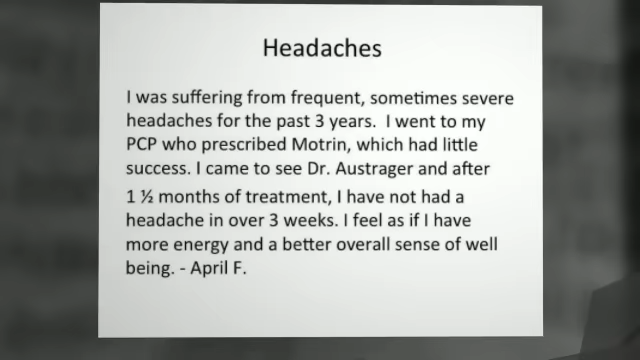 Headaches
I was suffering from frequent, sometimes severe
headaches for the past 3 years. I went to my
PCP who prescribed Motrin, which had little
success. I came to see Dr. Austrager and after
1 ½ months of treatment, I have not had a
headache in over 3 weeks. I feel as if I have
more energy and a better overall sense of well
being. - April F.